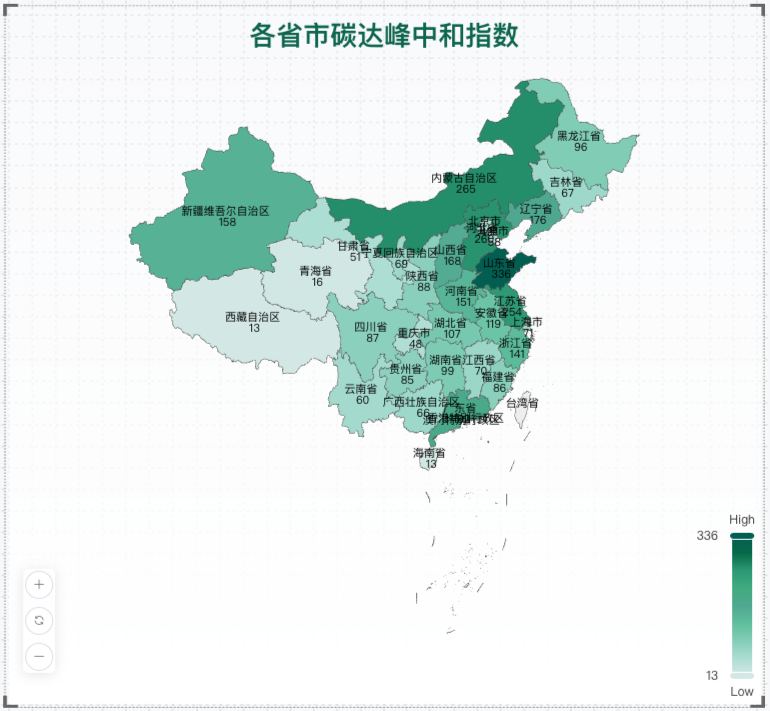 各省市碳达峰中和指数
黑龙江省
96
内蒙古自治区
265
吉林省
67
新疆维吾尔自治区
158
辽宁省
176
北京市
甘肃省
51
宁夏回族自治区
69
山西省
168
山东省
336
青海省
16
陕西省
88
河南省
151
江苏省
254
安徽省
119
上海市
71
西藏自治区
13
四川省
87
重庆市
48
湖北省
107
浙江省
141
贵州省
85
湖南省
99
江西省
70
福建省
86
云南省
60
广西壮族自治区
66
台湾省
海南省
13
High
336
13
Low